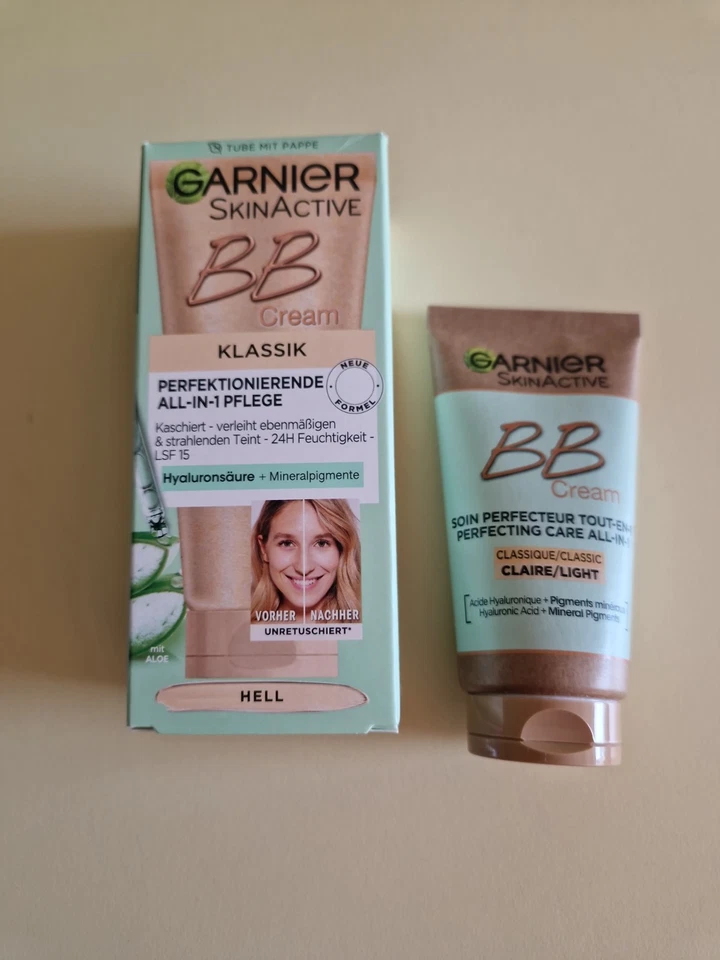 TUBE MIT PAPPE
GARNIER
SKINACTIVE
BB
Cream
KLASSIK
PERFEKTIONIERENDE
ALL-IN-1 PFLEGE
NEUE
FORMEL
Kaschiert - verleiht ebenmäßigen
& strahlenden Teint - 24H Feuchtigkeit -
LSF 15
Hyaluronsäure + Mineralpigmente
VORHER NACHHER
UNRETUSCHIERT*
mit
ALOE
HELL
GARNIER
SKINACTIVE
BB
Cream
SOIN PERFECTEUR TOUT-EN-
PERFECTING CARE ALL-IN-
CLASSIQUE/CLASSIC
CLAIRE/LIGHT
Acide Hyaluronique + Pigments minéraux
Hyaluronic Acid + Mineral Pigments